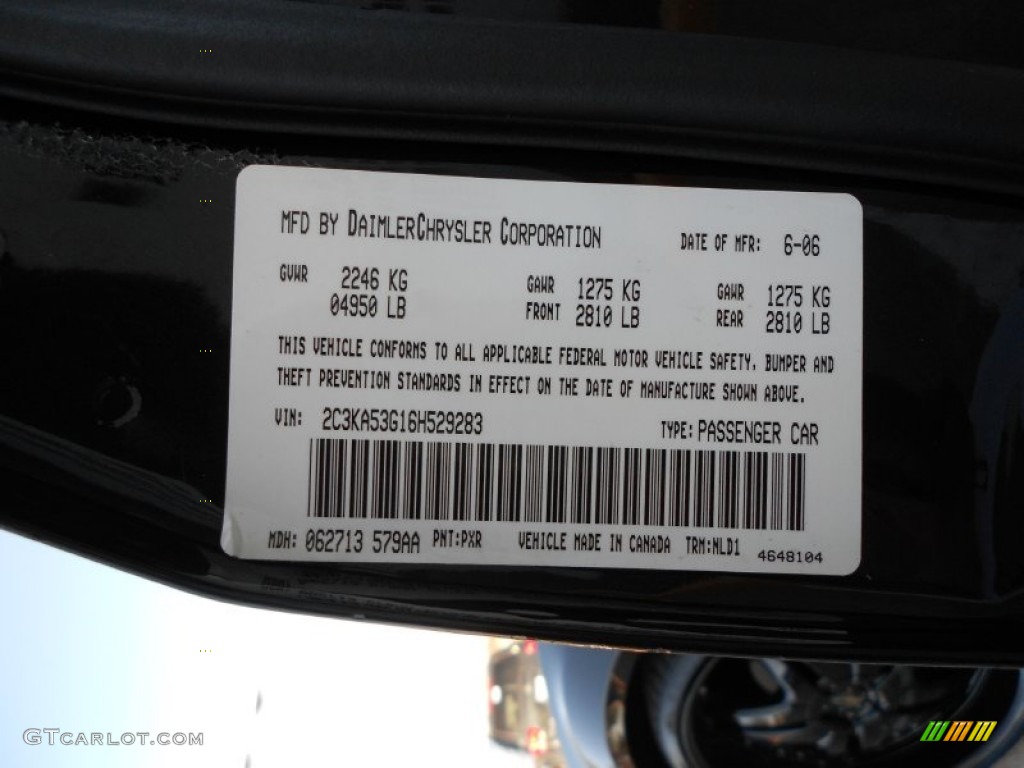 MFD BY DAIMLERCHRYSLER CORPORATION DATE OF MFR: 6-06
GVWR 2246 KG GAWR 1275 KG GAWR 1275 KG
04950 LB FRONT 2810 LB REAR 2810 LB
THIS VEHICLE CONFORMS TO ALL APPLICABLE FEDERAL MOTOR VEHICLE SAFETY, BUMPER AND
THEFT PREVENTION STANDARDS IN EFFECT ON THE DATE OF MANUFACTURE SHOWN ABOVE.
VIN: 2C3KA53G16H529283 TYPE: PASSENGER CAR
MDH: 062713 579AA PNT:PXR VEHICLE MADE IN CANADA TRM:NLD1 4648104
GTCARLOT.COM